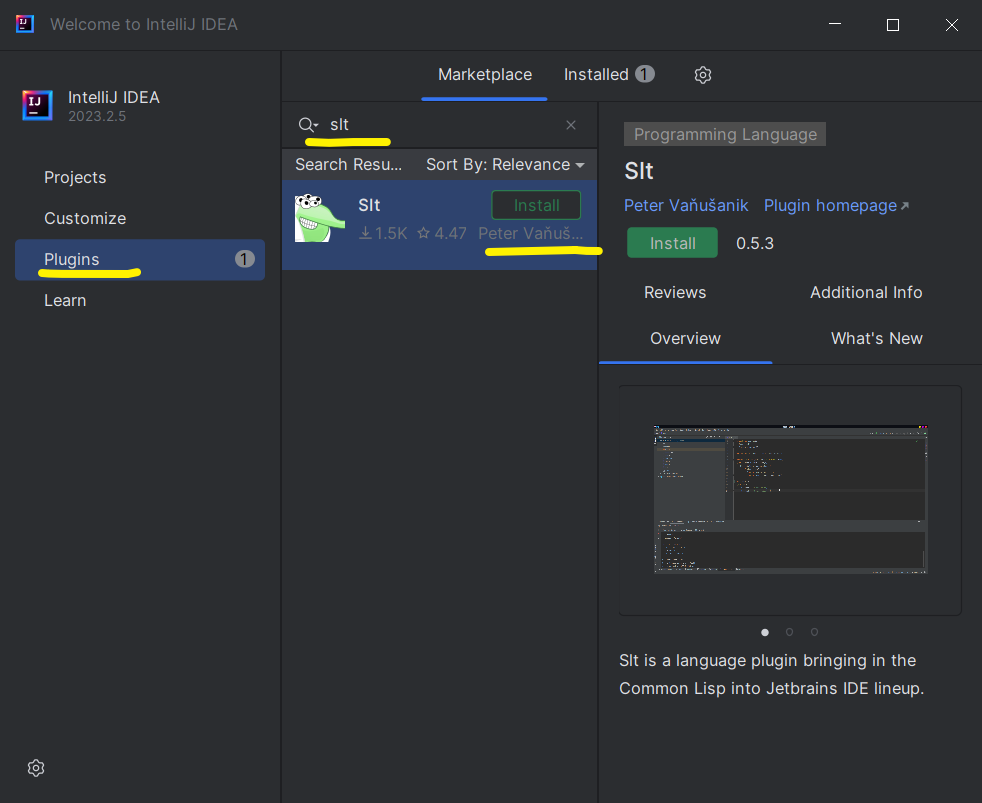 Welcome to IntelliJ IDEA
IntelliJ IDEA
2023.2.5
Projects
Customize
Plugins 1
Learn
Marketplace Installed 1
slt
Search Resu... Sort By: Relevance
Slt Install
1.5K 4.47 Peter Vaňuš...
Programming Language
Slt
Peter Vaňušanik Plugin homepage
Install 0.5.3
Reviews Additional Info
Overview What's New
Slt is a language plugin bringing in the
Common Lisp into Jetbrains IDE lineup.